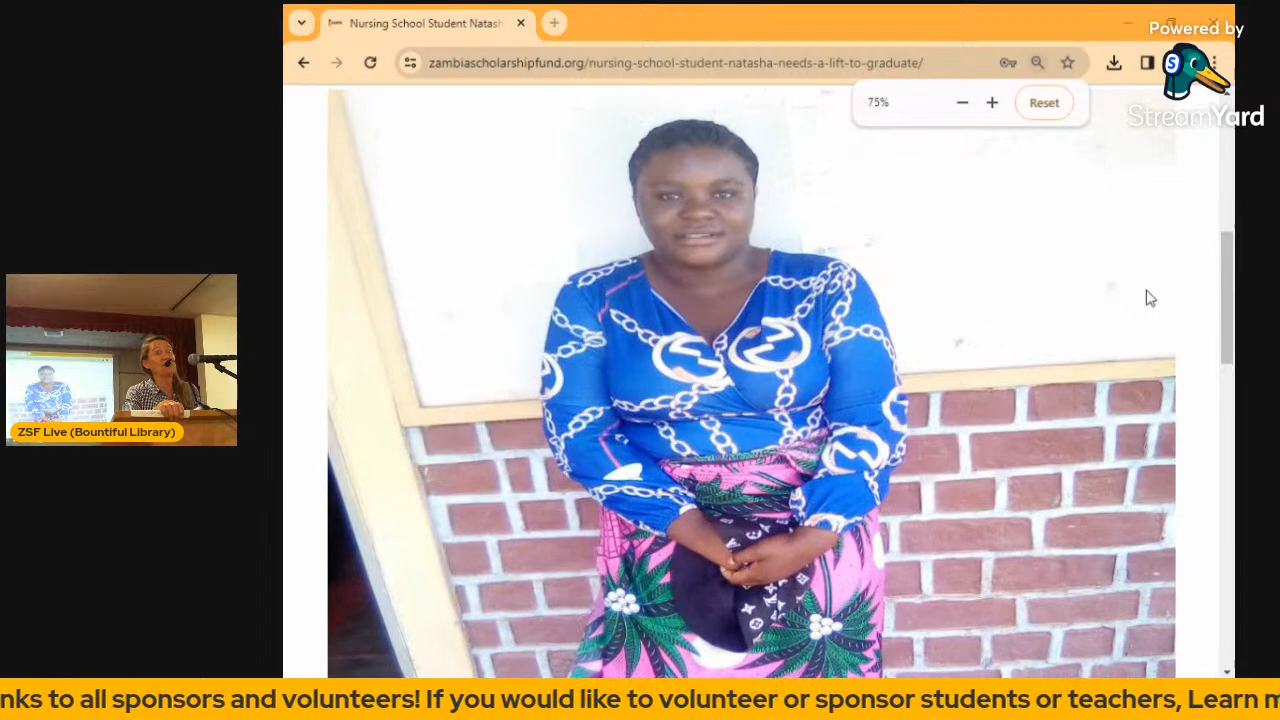 Nursing School Student Natash
Powered by
zambiascholarshipfund.org/nursing-school-student-natasha-needs-a-lift-to-graduate/
75%
Reset
StreamYard
ZSF Live (Bountiful Library)
nks to all sponsors and volunteers! If you would like to volunteer or sponsor students or teachers, Learn m